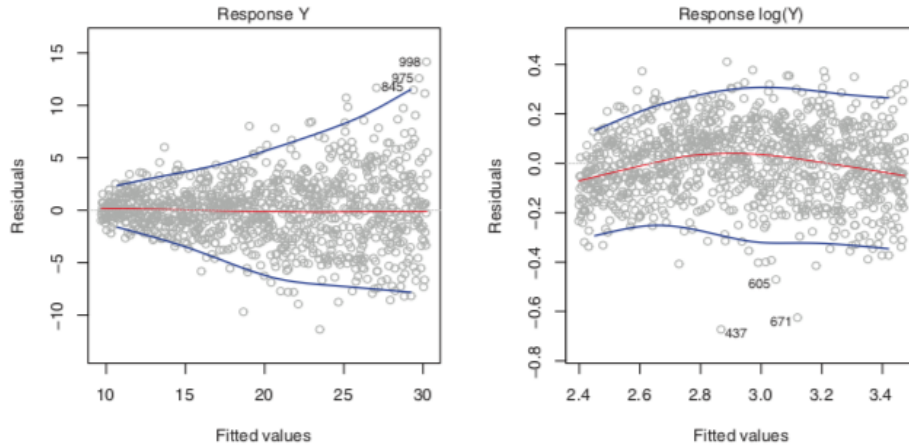 Response Y
Residuals
15
10
5
0
−5
−10
998
975
845
10 15 20 25 30
Fitted values
Response log(Y)
Residuals
0.4
0.2
0.0
−0.2
−0.4
−0.6
−0.8
605
671
437
2.4 2.6 2.8 3.0 3.2 3.4
Fitted values